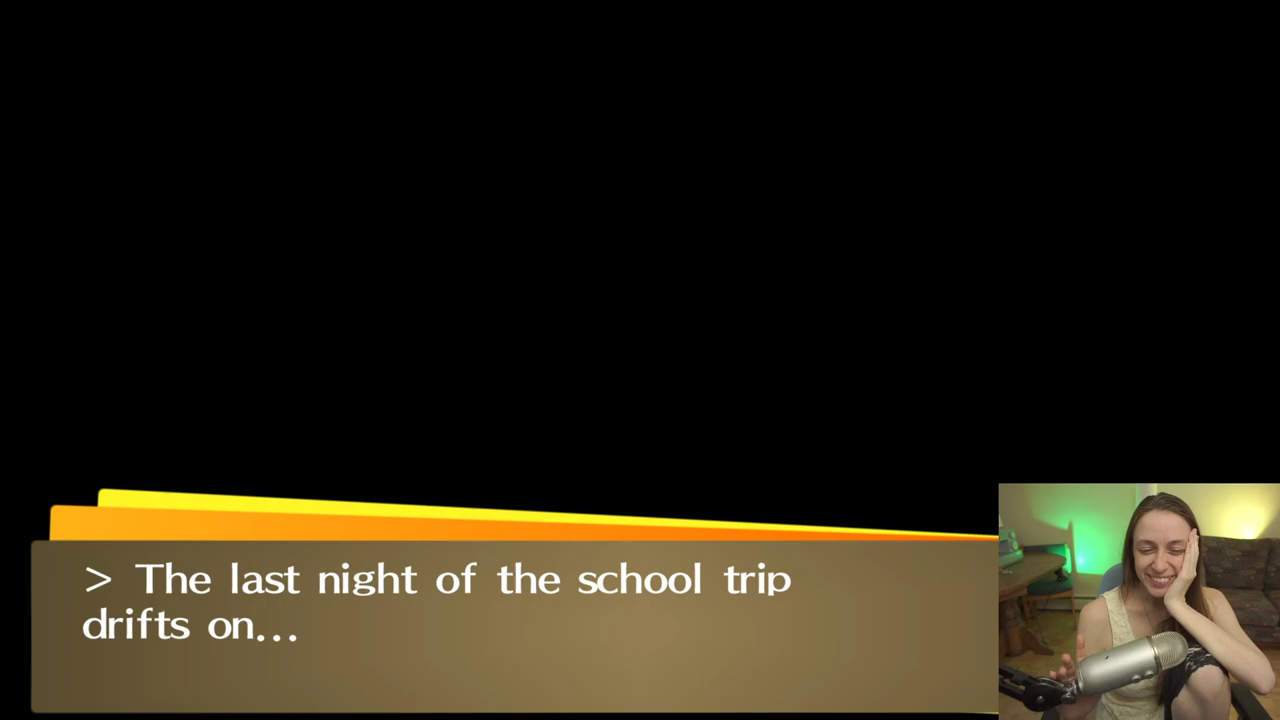 > The last night of the school trip
drifts on...